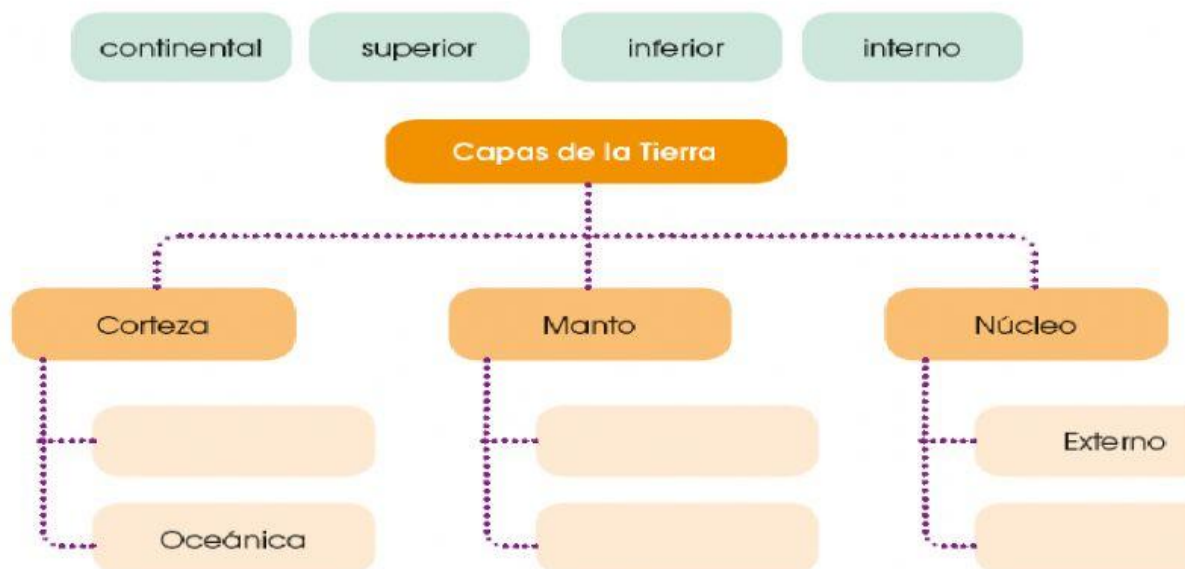 continental superior inferior interno
Capas de la Tierra
Corteza Manto Núcleo
Externo
Oceánica